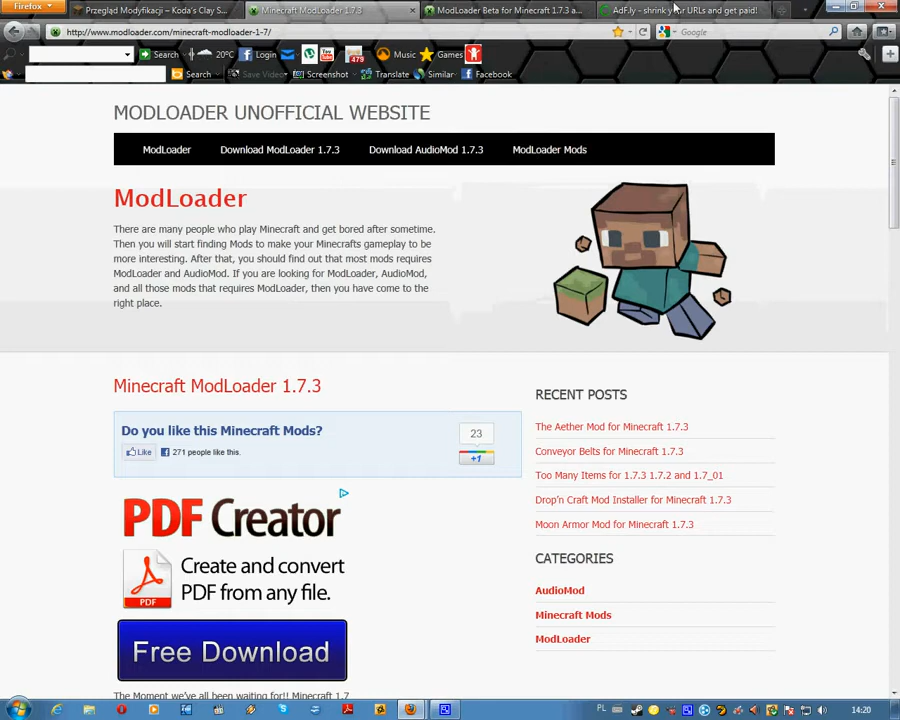 Firefox
Przegląd Modyfikacji – Koda's Clay S...
Minecraft ModLoader 1.7.3
ModLoader Beta for Minecraft 1.7.3 a...
AdF.ly - shrink your URLs and get paid!
http://www.modloader.com/minecraft-modloader-1-7/
Google
Search
20°C
Login
You Tube
479
Music
Games
Search
Save Video
Screenshot
Translate
Similar
Facebook
MODLOADER UNOFFICIAL WEBSITE
ModLoader
Download ModLoader 1.7.3
Download AudioMod 1.7.3
ModLoader Mods
ModLoader
There are many people who play Minecraft and get bored after sometime.
Then you will start finding Mods to make your Minecrafts gameplay to be
more interesting. After that, you should find out that most mods requires
ModLoader and AudioMod. If you are looking for ModLoader, AudioMod,
and all those mods that requires ModLoader, then you have come to the
right place.
Minecraft ModLoader 1.7.3
Do you like this Minecraft Mods?
Like
271 people like this.
23
+1
PDF Creator
Create and convert
PDF from any file.
PDF
Free Download
The Moment we've all been waiting for!! Minecraft 1.7
RECENT POSTS
The Aether Mod for Minecraft 1.7.3
Conveyor Belts for Minecraft 1.7.3
Too Many Items for 1.7.3 1.7.2 and 1.7_01
Drop'n Craft Mod Installer for Minecraft 1.7.3
Moon Armor Mod for Minecraft 1.7.3
CATEGORIES
AudioMod
Minecraft Mods
ModLoader
PL
14:20